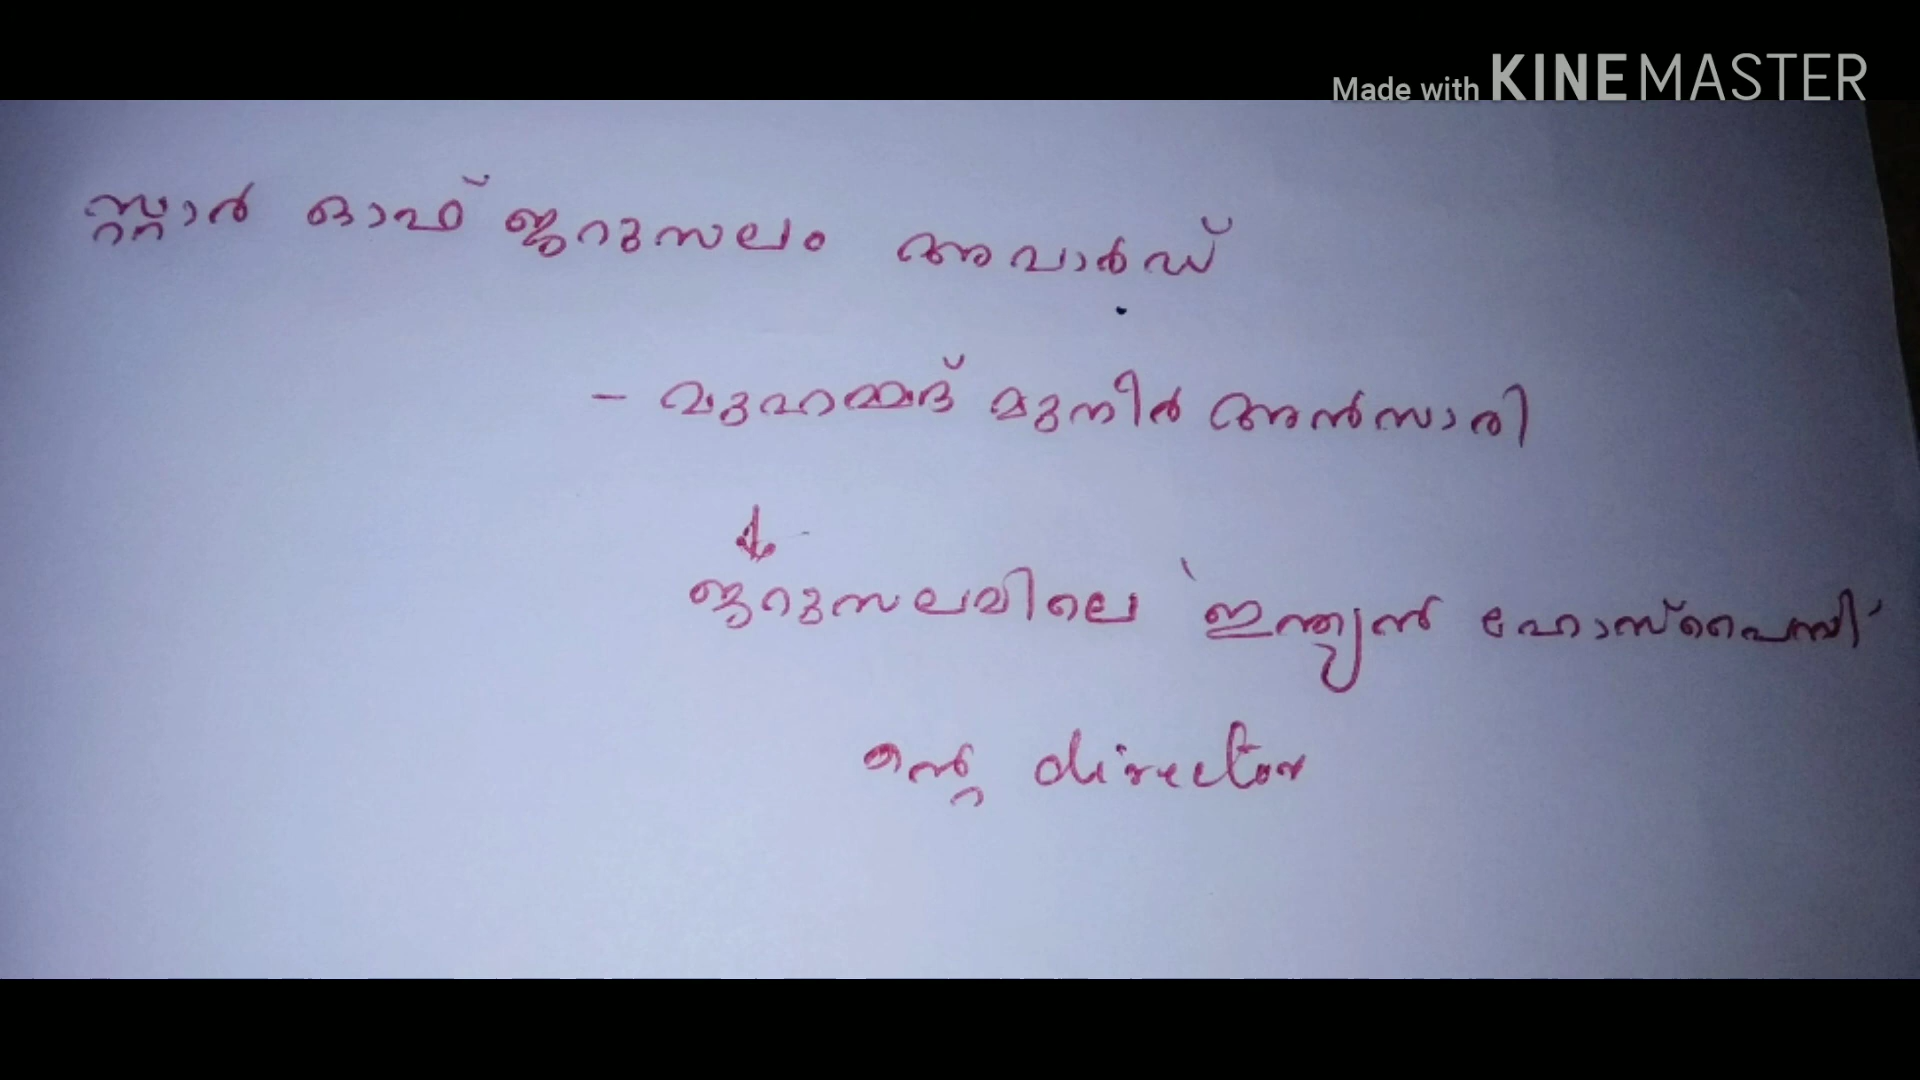 Made with KINEMASTER
സ്റ്റാർ ഓഫ് ജറുസലം അവാർഡ്
- മുഹമ്മദ് മുനീർ അൻസാരി
↓
ജറുസലമിലെ 'ഇന്ത്യൻ ഹോസ്പൈസി'
ന്റെ director